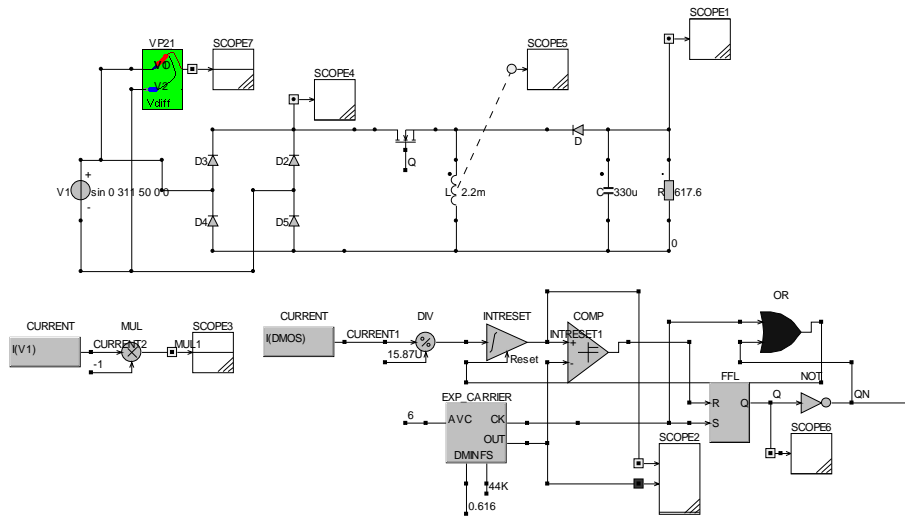 VP21
SCOPE7
SCOPE1
SCOPE5
SCOPE4
V2
Vdiff
D3
D2
Q
D
V1
+
sin 0 311 50 0 0
-
L
2.2m
C
330u
R
617.6
D4
D5
0
OR
CURRENT
MUL
SCOPE3
CURRENT
DIV
INTRESET
COMP
I(V1)
CURRENT2
MUL1
I(DMOS)
CURRENT1
%
INTRESET1
+
-
-1
15.87U
Reset
EXP_CARRIER
FFL
NOT
6
AVC
CK
OUT
DMIN
FS
R
S
Q
Q
QN
SCOPE2
SCOPE6
44K
0.616